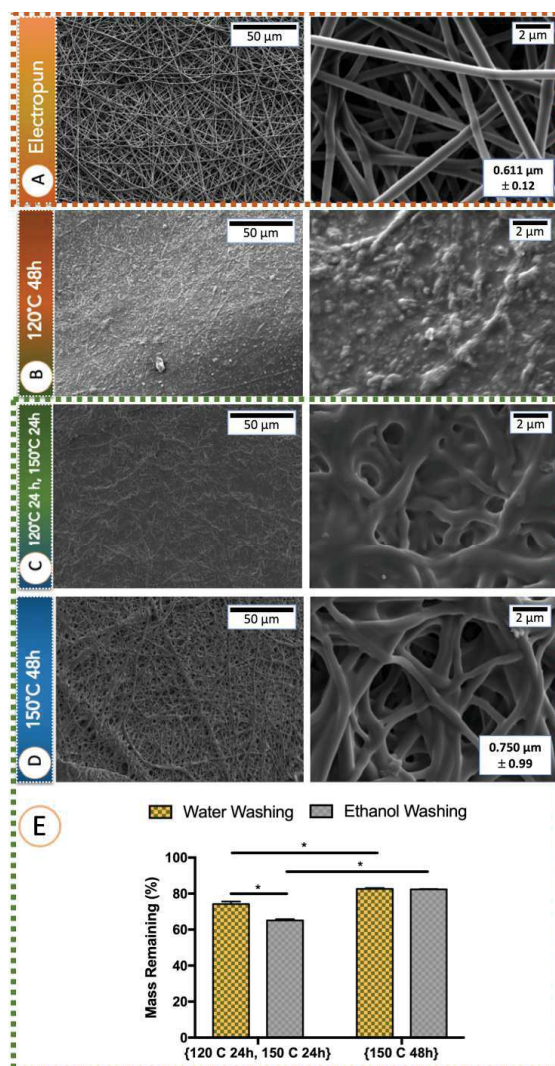 A Electropun
50 μm
2 μm
0.611 μm
± 0.12
B 120°C 48h
50 μm
2 μm
C 120°C 24 h, 150°C 24h
50 μm
2 μm
D 150°C 48h
50 μm
2 μm
0.750 μm
± 0.99
E
Water Washing Ethanol Washing
Mass Remaining (%)
100
80
60
40
20
0
*
*
*
{120 C 24h, 150 C 24h} {150 C 48h}